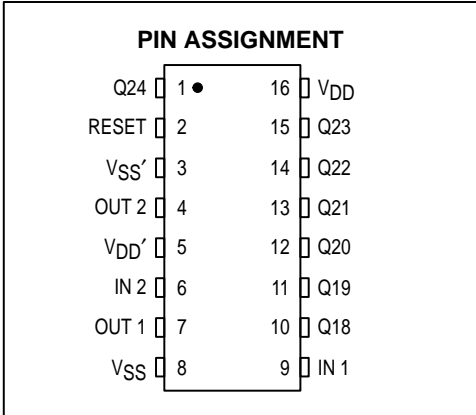 PIN ASSIGNMENT
Q24 1 16 VDD
RESET 2 15 Q23
VSS′ 3 14 Q22
OUT 2 4 13 Q21
VDD′ 5 12 Q20
IN 2 6 11 Q19
OUT 1 7 10 Q18
VSS 8 9 IN 1